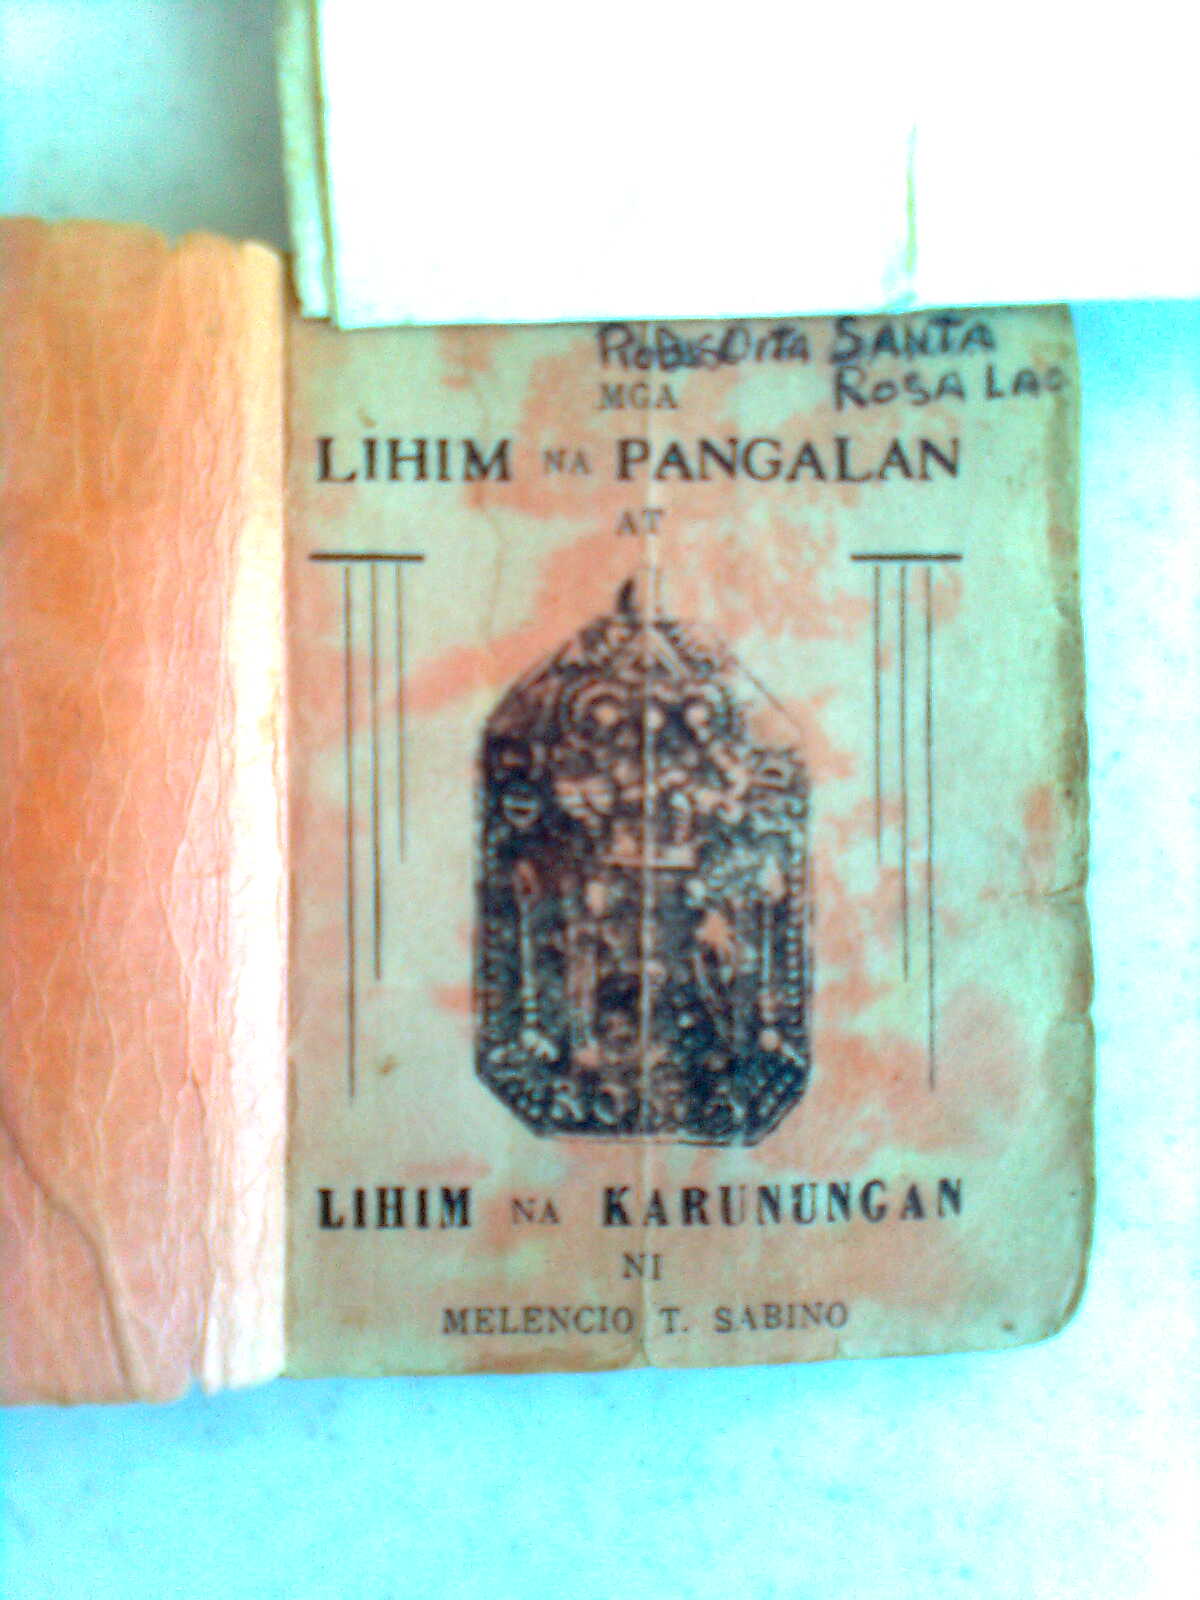 SANTA
MGA ROSA
LIHIM NA PANGALAN
AT
LIHIM NA KARUNUNGAN
NI
MELENCIO T. SABINO